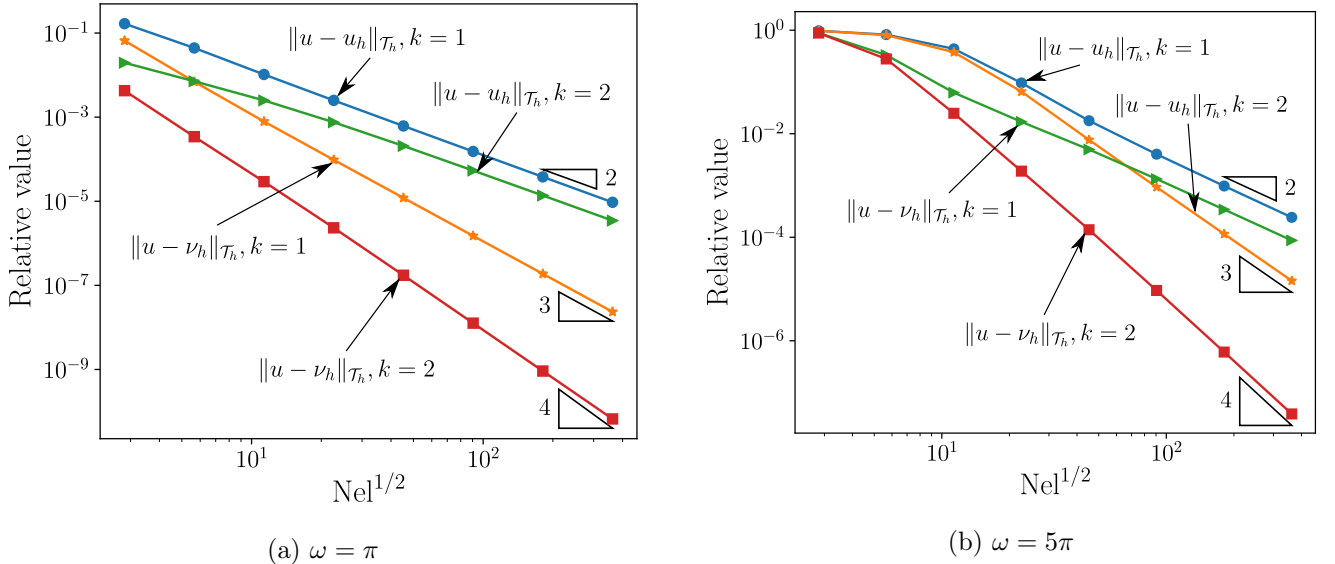 10^{-1}
10^{-3}
10^{-5}
10^{-7}
10^{-9}
Relative value
‖u − u_h‖_{𝒯_h}, k = 1
‖u − u_h‖_{𝒯_h}, k = 2
‖u − ν_h‖_{𝒯_h}, k = 1
‖u − ν_h‖_{𝒯_h}, k = 2
2
3
4
10^1
10^2
Nel^{1/2}
(a) ω = π
10^0
10^{-2}
10^{-4}
10^{-6}
Relative value
‖u − u_h‖_{𝒯_h}, k = 1
‖u − u_h‖_{𝒯_h}, k = 2
‖u − ν_h‖_{𝒯_h}, k = 1
‖u − ν_h‖_{𝒯_h}, k = 2
2
3
4
10^1
10^2
Nel^{1/2}
(b) ω = 5π